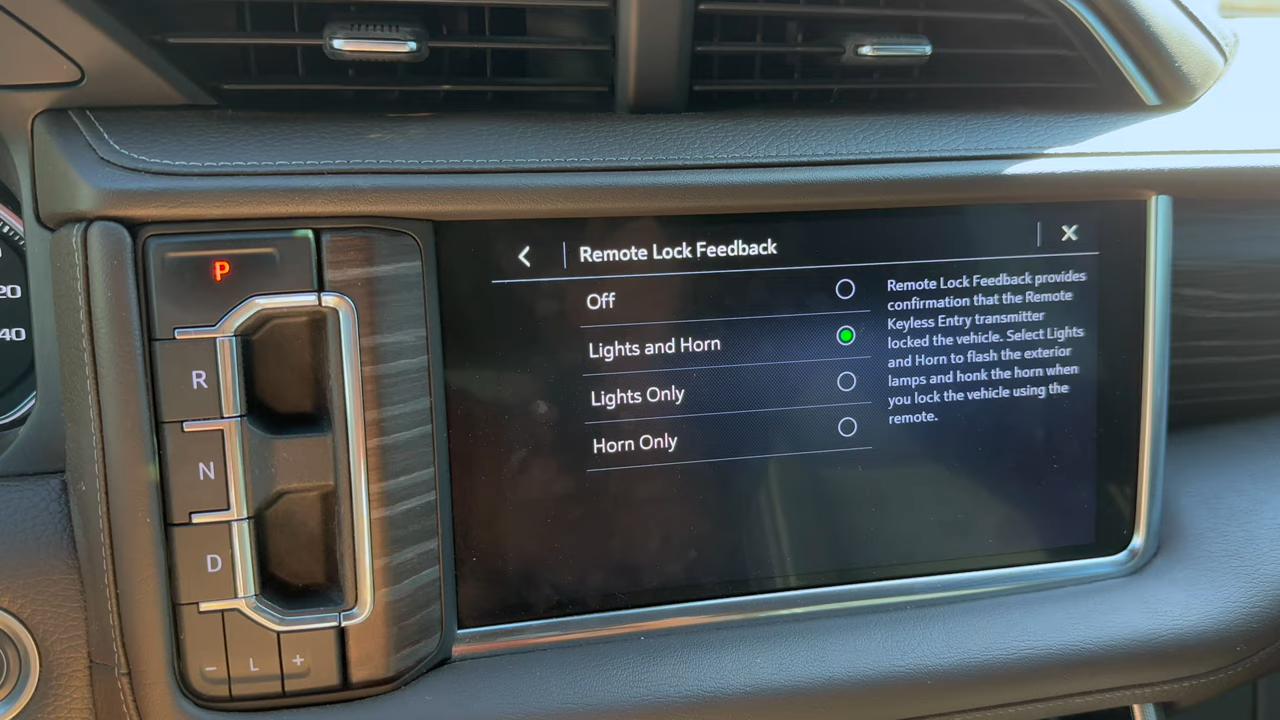 20
40
P
R
N
D
− L +
Remote Lock Feedback X
Off
Lights and Horn
Lights Only
Horn Only
Remote Lock Feedback provides
confirmation that the Remote
Keyless Entry transmitter
locked the vehicle. Select Lights
and Horn to flash the exterior
lamps and honk the horn when
you lock the vehicle using the
remote.